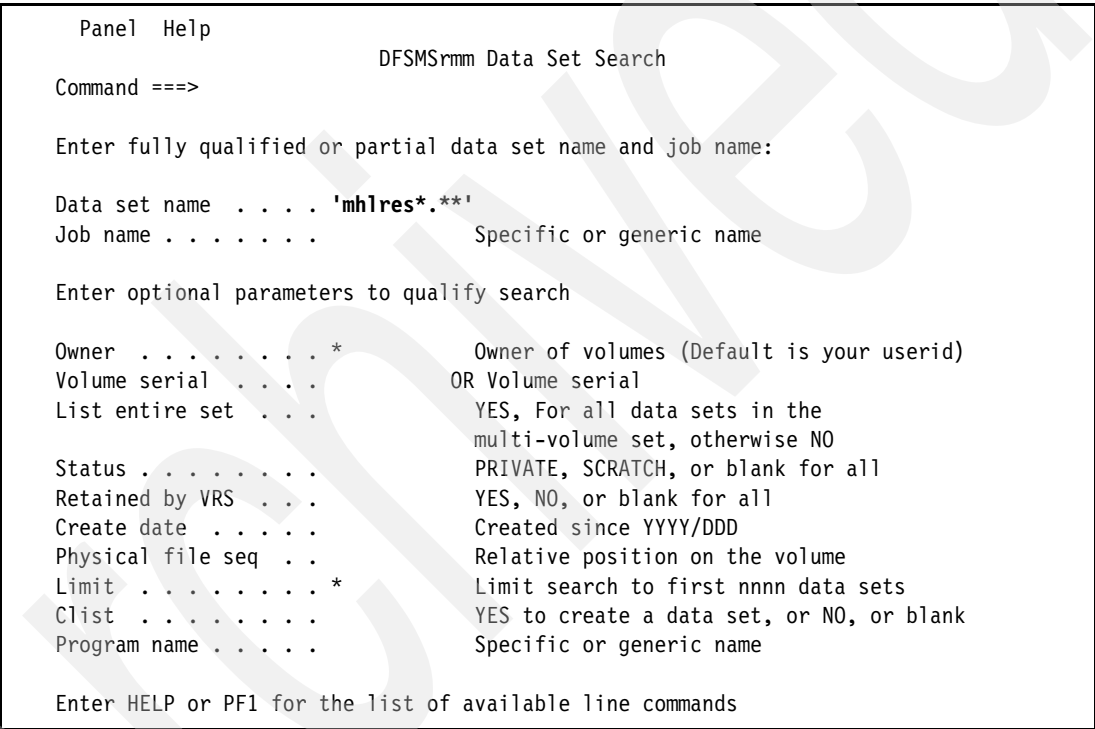 Panel Help
DFSMSrmm Data Set Search
Command ===>
Enter fully qualified or partial data set name and job name:
Data set name . . . . 'mhlres*.**'
Job name . . . . . . . Specific or generic name
Enter optional parameters to qualify search
Owner . . . . . . . . * Owner of volumes (Default is your userid)
Volume serial . . . . OR Volume serial
List entire set . . . YES, For all data sets in the
multi-volume set, otherwise NO
Status . . . . . . . . PRIVATE, SCRATCH, or blank for all
Retained by VRS . . . YES, NO, or blank for all
Create date . . . . . Created since YYYY/DDD
Physical file seq . . Relative position on the volume
Limit . . . . . . . . * Limit search to first nnnn data sets
Clist . . . . . . . . YES to create a data set, or NO, or blank
Program name . . . . . Specific or generic name
Enter HELP or PF1 for the list of available line commands